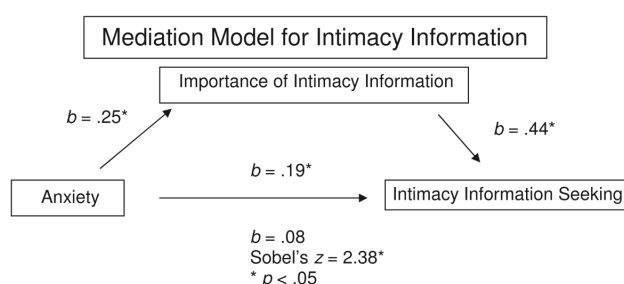 Mediation Model for Intimacy Information
Importance of Intimacy Information
b = .25*
b = .44*
b = .19*
Anxiety
Intimacy Information Seeking
b = .08
Sobel's z = 2.38*
* p < .05